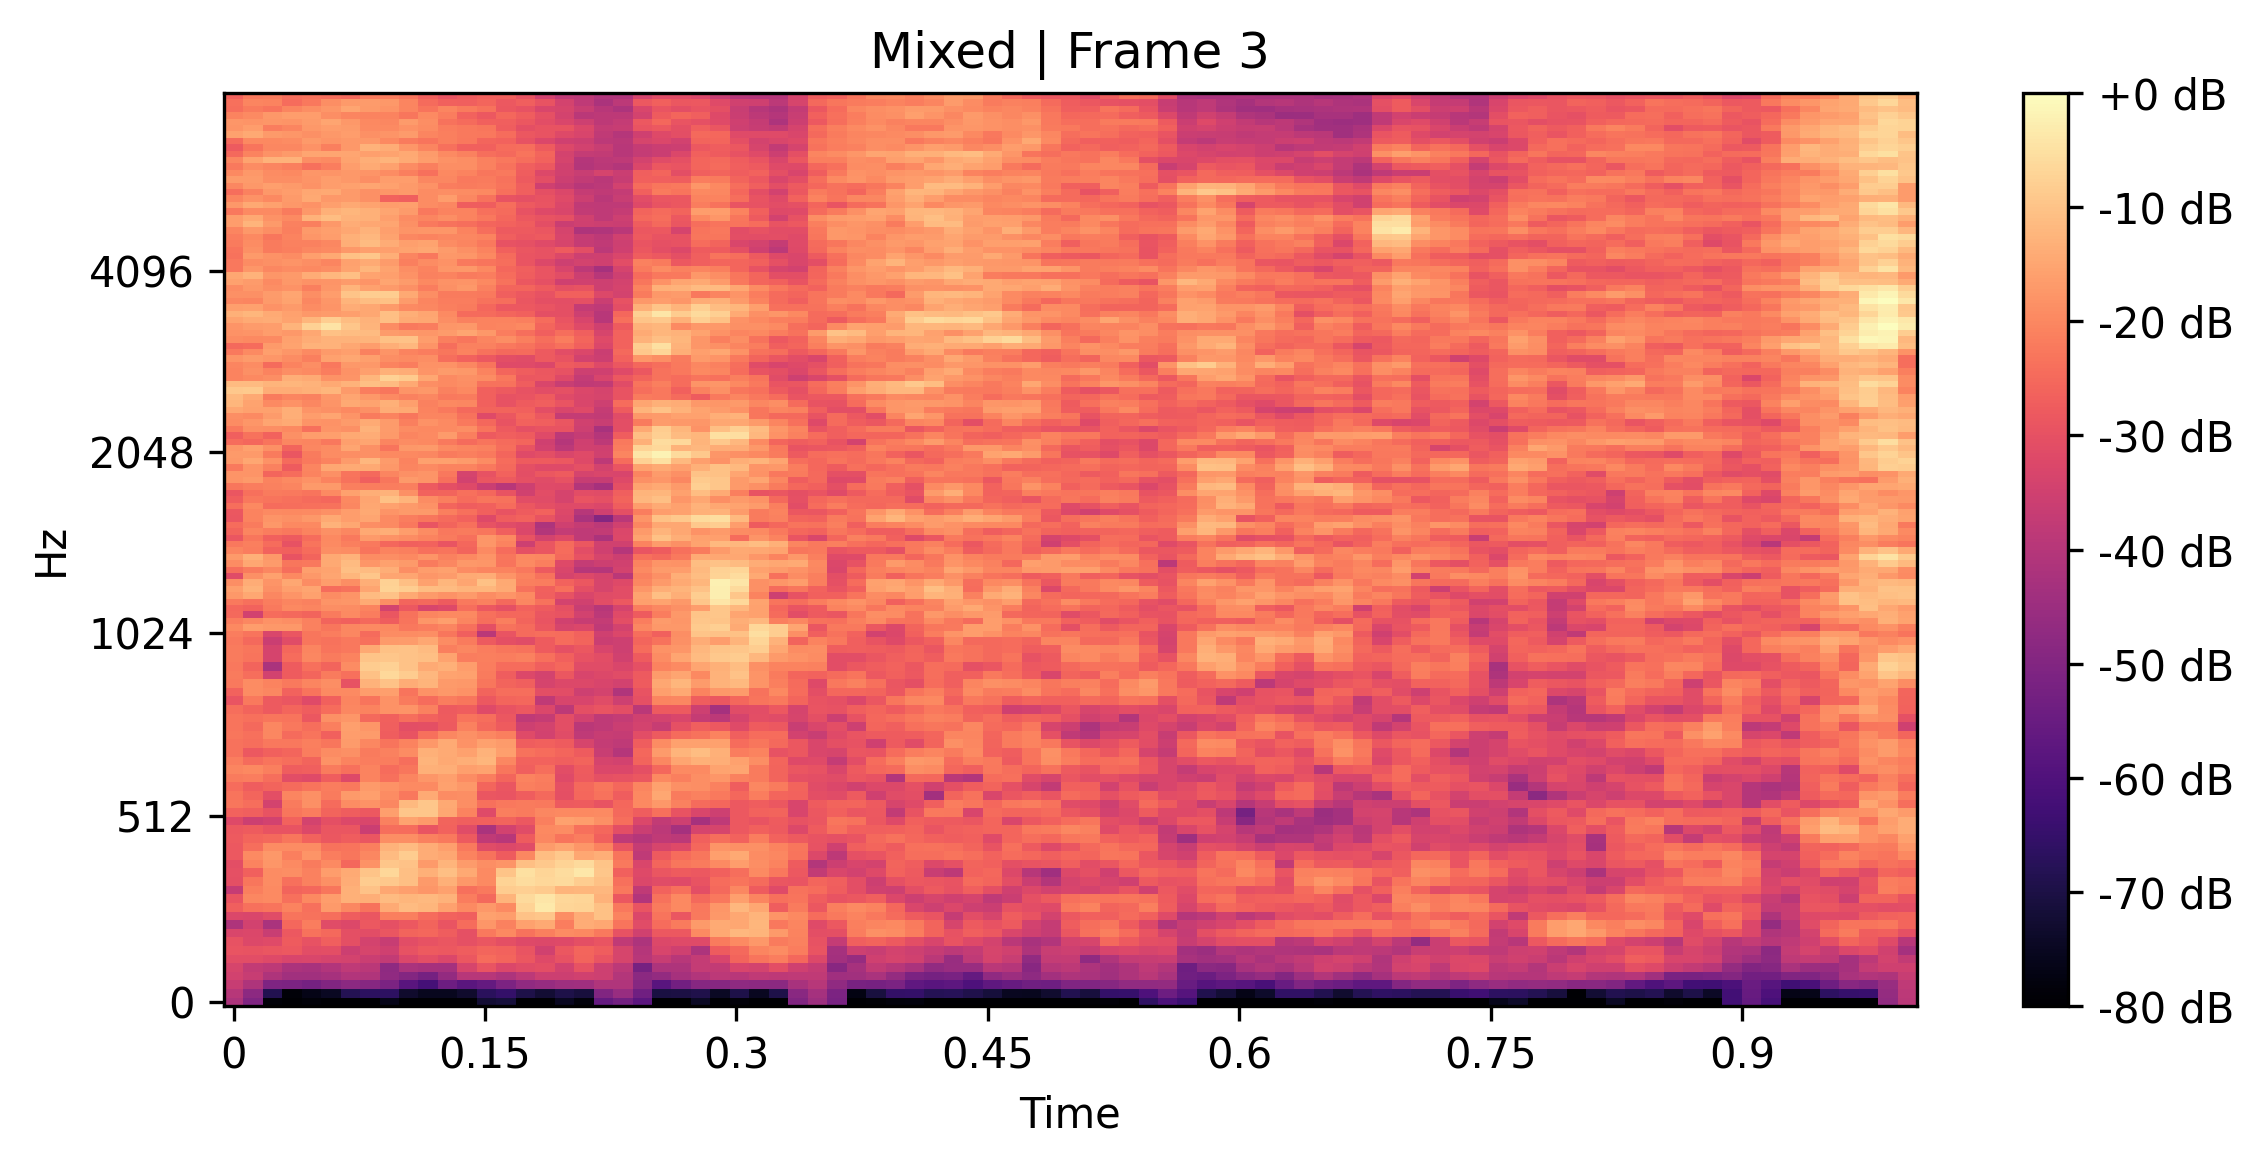 Mixed | Frame 3
Hz
4096
2048
1024
512
0
0 0.15 0.3 0.45 0.6 0.75 0.9
Time
+0 dB
-10 dB
-20 dB
-30 dB
-40 dB
-50 dB
-60 dB
-70 dB
-80 dB